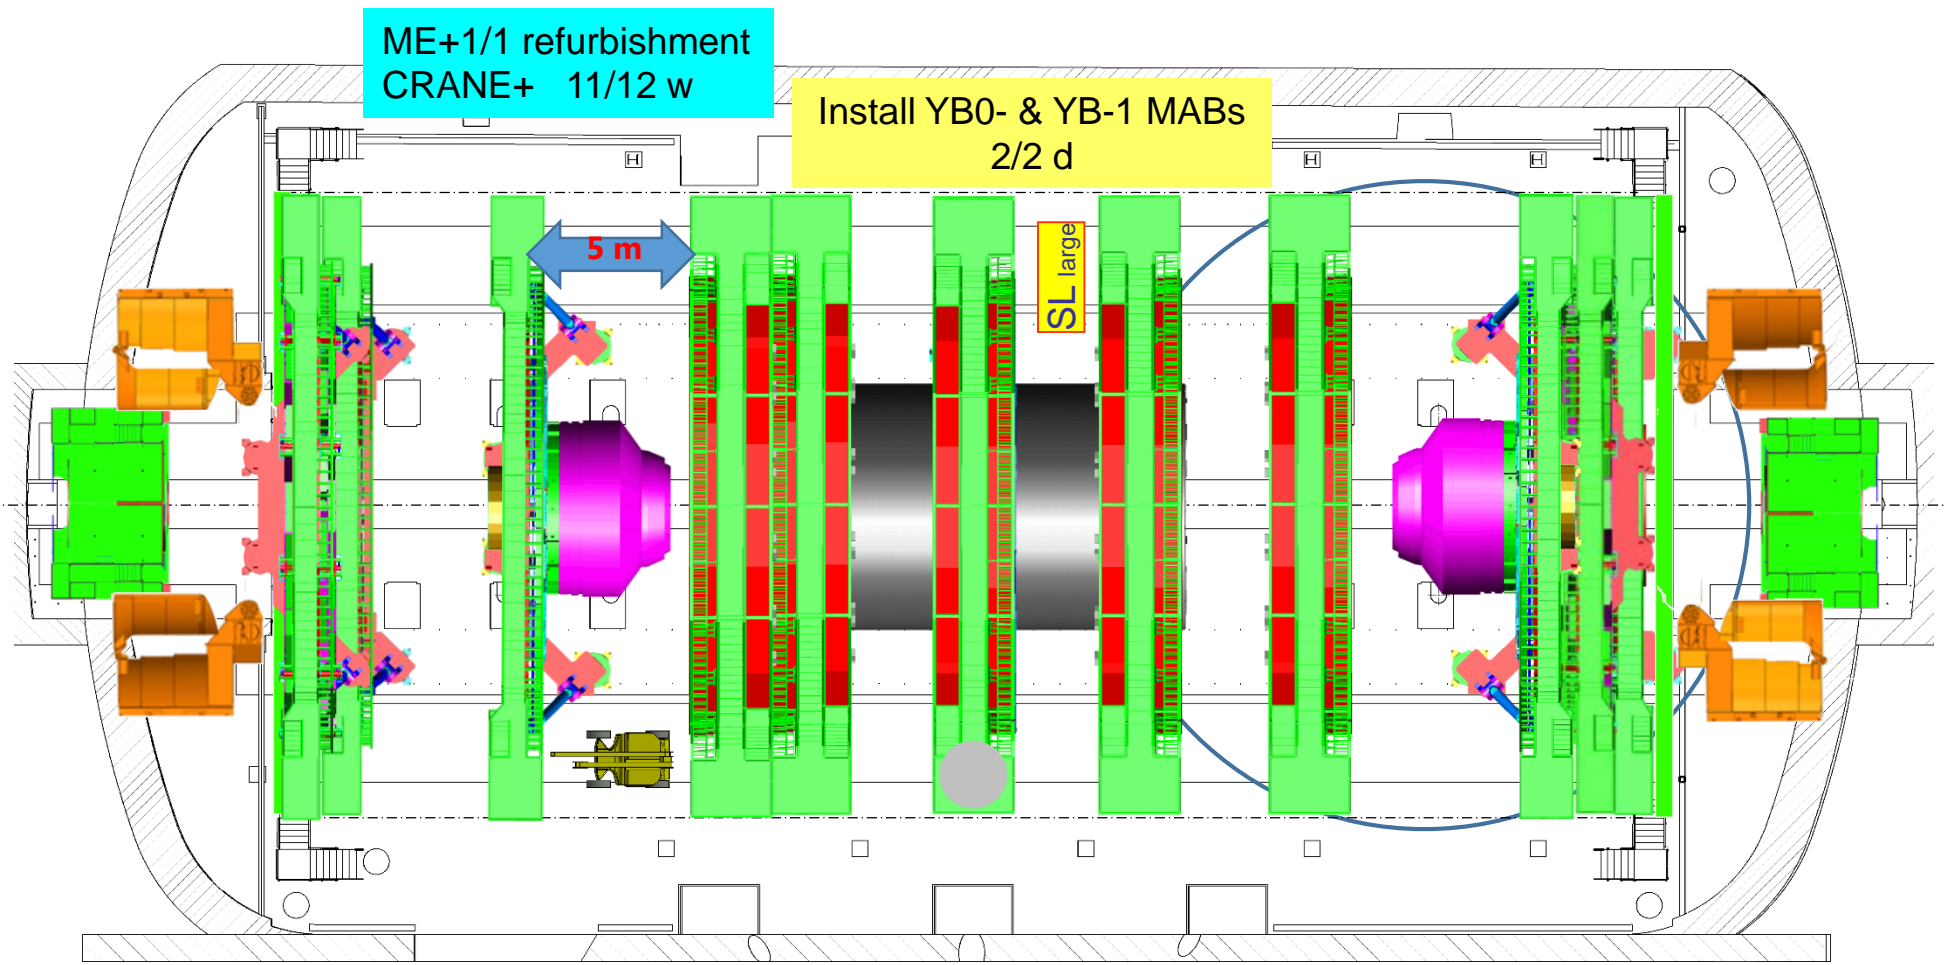 ME+1/1 refurbishment
CRANE+ 11/12 w
Install YB0- & YB-1 MABs
2/2 d
5 m
SL large
H
H
H